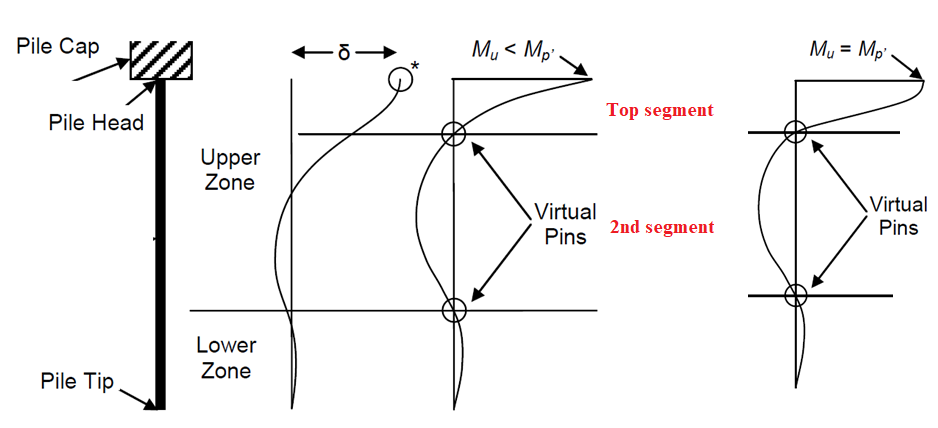 Pile Cap
Pile Head
Pile Tip
Upper
Zone
Lower
Zone
δ
*
Mu < Mp'
Top segment
Virtual
Pins
2nd segment
Mu = Mp'
Virtual
Pins